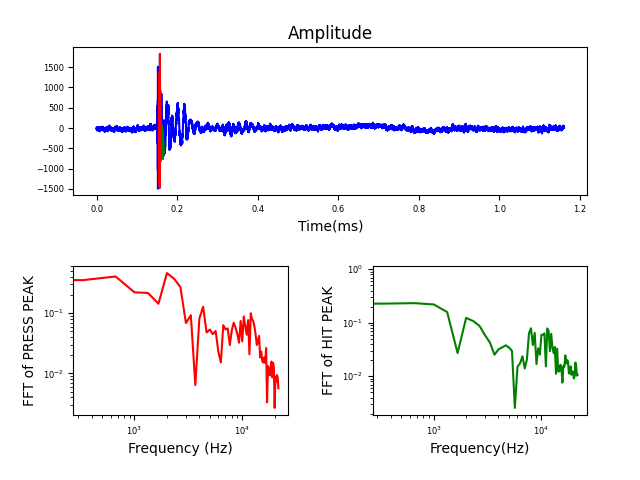 Amplitude
1500
1000
500
0
−500
−1000
−1500
0.0 0.2 0.4 0.6 0.8 1.0 1.2
Time(ms)
FFT of PRESS PEAK
10⁻¹
10⁻²
10³ 10⁴
Frequency (Hz)
FFT of HIT PEAK
10⁰
10⁻¹
10⁻²
10³ 10⁴
Frequency(Hz)